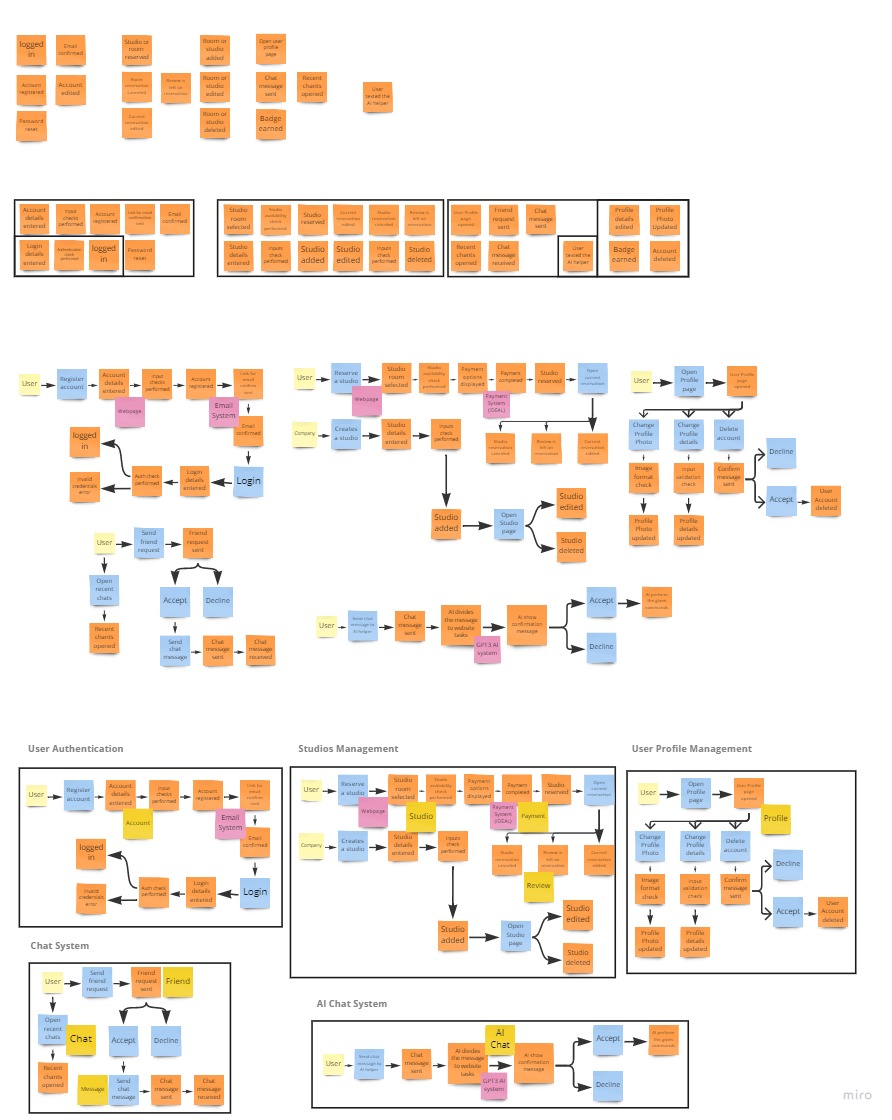 logged in
Email confirmed
Studio or room reserved
Room or studio added
Open user profile page
Account registered
Account edited
Room reservation canceled
Review is left on reservation
Room or studio edited
Chat message sent
Recent chants opened
User texted the AI helper
Password reset
Current reservation edited
Room or studio deleted
Badge earned
Account details entered
Input checks performed
Account registered
Link for email confirmation sent
Email confirmed
Login details entered
Authentication check performed
logged in
Password reset
Studio room selected
Studio availability check performed
Studio reserved
Current reservation edited
Studio reservation canceled
Review is left on reservation
Studio details entered
Inputs checks performed
Studio added
Studio edited
Inputs checks performed
Studio deleted
User Profile page opened
Friend request sent
Chat message sent
Recent chants opened
Chat message received
User texted the AI helper
Profile details edited
Profile Photo Updated
Badge earned
Account deleted
User
Register account
Account details entered
Input checks performed
Account registered
Link for email confirm sent
Webpage
Email System
Email confirmed
logged in
Invalid credentials error
Auth check performed
Login details entered
Login
User
Reserve a studio
Studio room selected
Studio availability check performed
Payment options displayed
Payment completed
Studio reserved
Open current reservations
Webpage
Payment System (iDEAL)
Company
Creates a studio
Studio details entered
Inputs checks performed
Studio reservation canceled
Review is left on reservation
Current reservation edited
Studio added
Open Studio page
Studio edited
Studio deleted
User
Open Profile page
User Profile page opened
Change Profile Photo
Change Profile details
Delete account
Image format check
Input validation check
Confirm message sent
Decline
Accept
User Account deleted
Profile Photo updated
Profile details updated
User
Send friend request
Friend request sent
Open recent chats
Accept
Decline
Recent chants opened
Send chat message
Chat message sent
Chat message received
User
Send chat message to AI helper
Chat message sent
AI divides the message to website tasks
AI show confirmation message
GPT3 AI system
Accept
AI perform the given commands
Decline
User Authentication
User
Register account
Account details entered
Input checks performed
Account registered
Link for email confirm sent
Account
Email System
Email confirmed
logged in
Invalid credentials error
Auth check performed
Login details entered
Login
Studios Management
User
Reserve a studio
Studio room selected
Studio availability check performed
Payment options displayed
Payment completed
Studio reserved
Open current reservations
Webpage
Studio
Payment System (iDEAL)
Payment
Company
Creates a studio
Studio details entered
Inputs checks performed
Studio reservation canceled
Review is left on reservation
Current reservation edited
Review
Studio added
Open Studio page
Studio edited
Studio deleted
User Profile Management
User
Open Profile page
User Profile page opened
Profile
Change Profile Photo
Change Profile details
Delete account
Image format check
Input validation check
Confirm message sent
Decline
Accept
User Account deleted
Profile Photo updated
Profile details updated
Chat System
User
Send friend request
Friend request sent
Friend
Open recent chats
Chat
Accept
Decline
Recent chants opened
Message
Send chat message
Chat message sent
Chat message received
AI Chat System
User
Send chat message to AI helper
Chat message sent
AI divides the message to website tasks
AI Chat
AI show confirmation message
GPT3 AI system
Accept
AI perform the given commands
Decline
miro